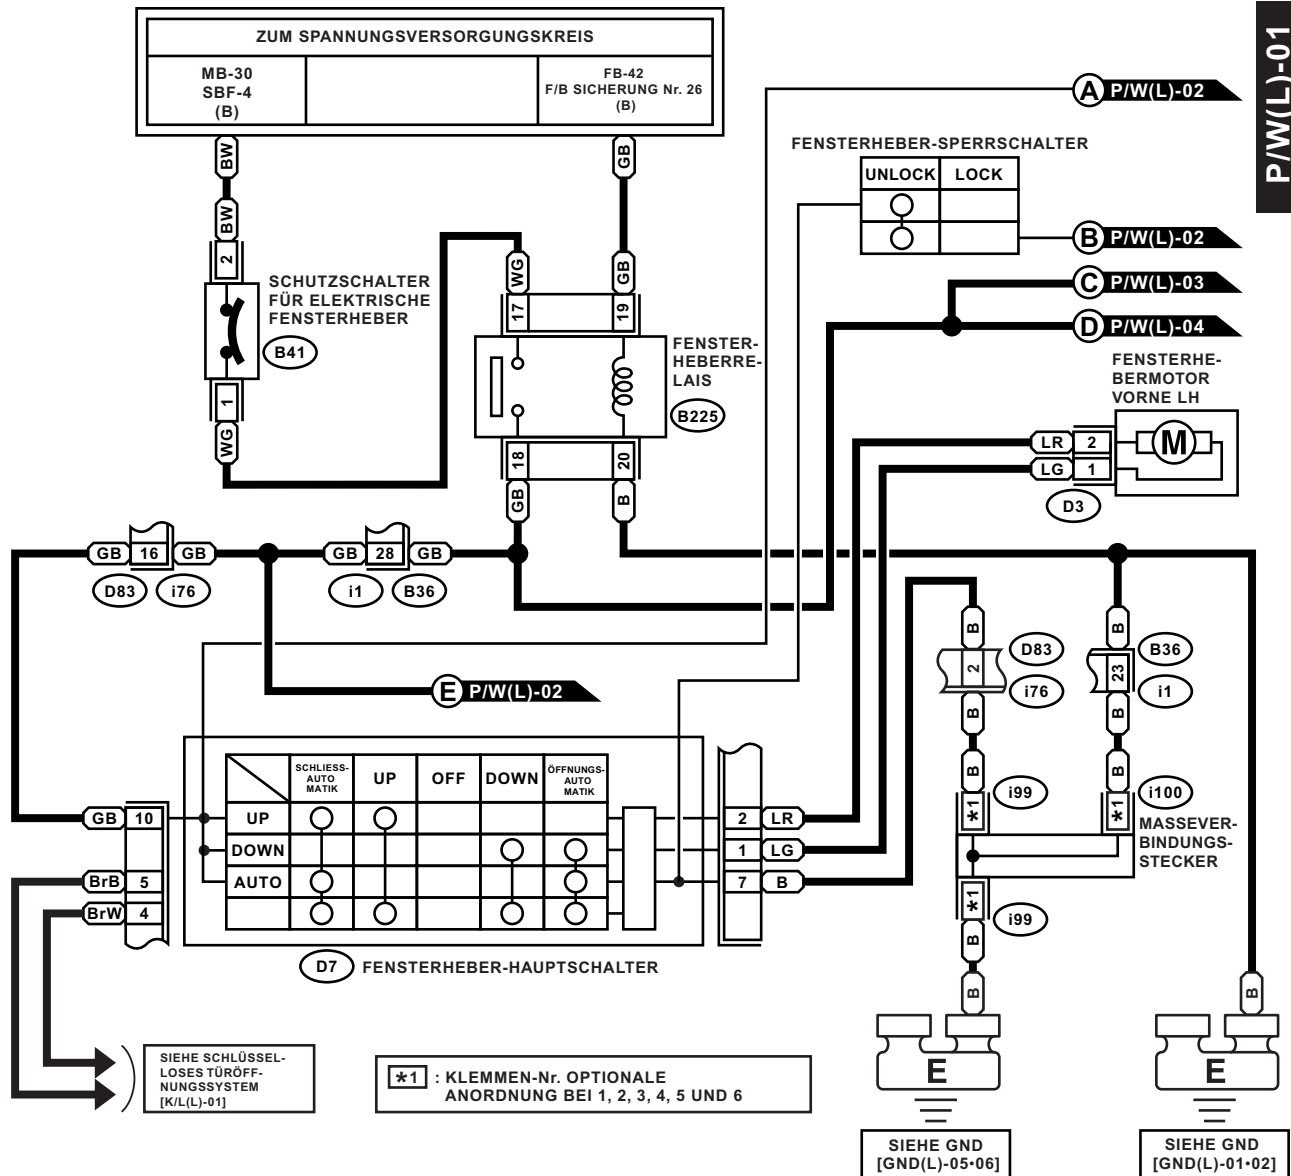 P/W(L)-01
ZUM SPANNUNGSVERSORGUNGSKREIS
MB-30
SBF-4
(B)
FB-42
F/B SICHERUNG Nr. 26
(B)
BW
BW
2
SCHUTZSCHALTER
FÜR ELEKTRISCHE
FENSTERHEBER
B41
1
WG
GB
WG
GB
17
19
FENSTER-
HEBERRE-
LAIS
B225
18
20
GB
B
A P/W(L)-02
FENSTERHEBER-SPERRSCHALTER
UNLOCK LOCK
B P/W(L)-02
C P/W(L)-03
D P/W(L)-04
FENSTERHE-
BERMOTOR
VORNE LH
LR 2
M
LG 1
D3
GB 16 GB
D83 i76
GB 28 GB
i1 B36
E P/W(L)-02
B
2
D83
i76
B
B
i99
*1
B
23
B36
i1
B
B
i100
*1
MASSEVER-
BINDUNGS-
STECKER
*1
i99
B
B
B
SCHLIESS-
AUTO
MATIK
UP OFF DOWN
ÖFFNUNGS-
AUTO
MATIK
UP
DOWN
AUTO
GB 10
BrB 5
BrW 4
2 LR
1 LG
7 B
D7 FENSTERHEBER-HAUPTSCHALTER
SIEHE SCHLÜSSEL-
LOSES TÜRÖFF-
NUNGSSYSTEM
[K/L(L)-01]
*1 : KLEMMEN-Nr. OPTIONALE
ANORDNUNG BEI 1, 2, 3, 4, 5 UND 6
E
SIEHE GND
[GND(L)-05•06]
E
SIEHE GND
[GND(L)-01•02]